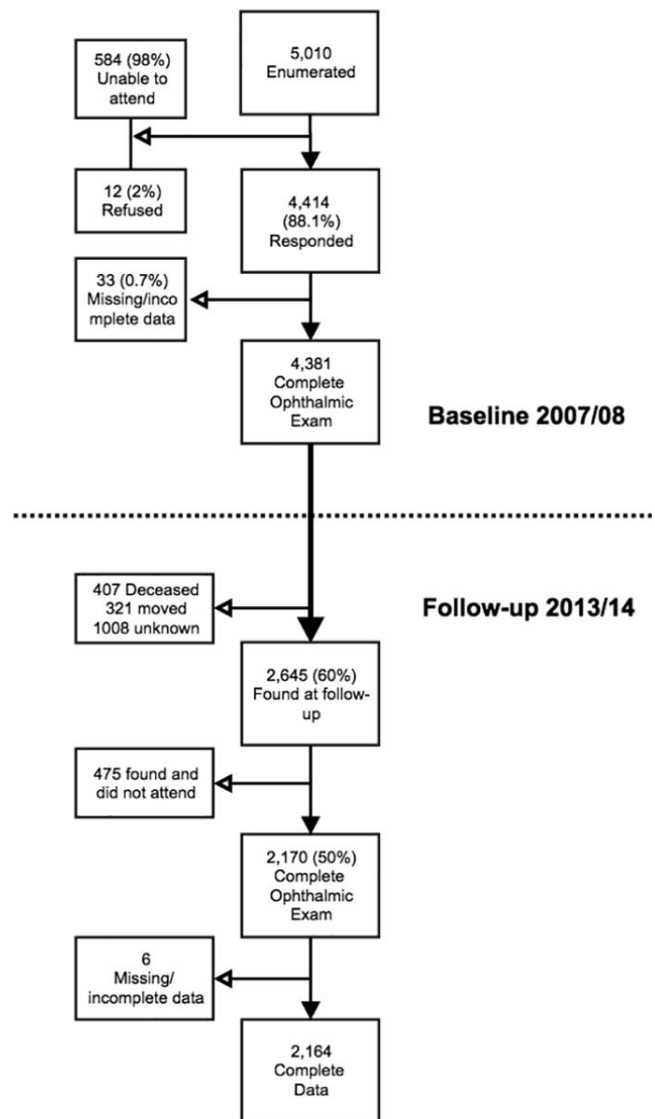 584 (98%)
Unable to
attend
5,010
Enumerated
12 (2%)
Refused
4,414
(88.1%)
Responded
33 (0.7%)
Missing/inco
mplete data
4,381
Complete
Ophthalmic
Exam
Baseline 2007/08
407 Deceased
321 moved
1008 unknown
Follow-up 2013/14
2,645 (60%)
Found at follow-
up
475 found and
did not attend
2,170 (50%)
Complete
Ophthalmic
Exam
6
Missing/
incomplete data
2,164
Complete
Data